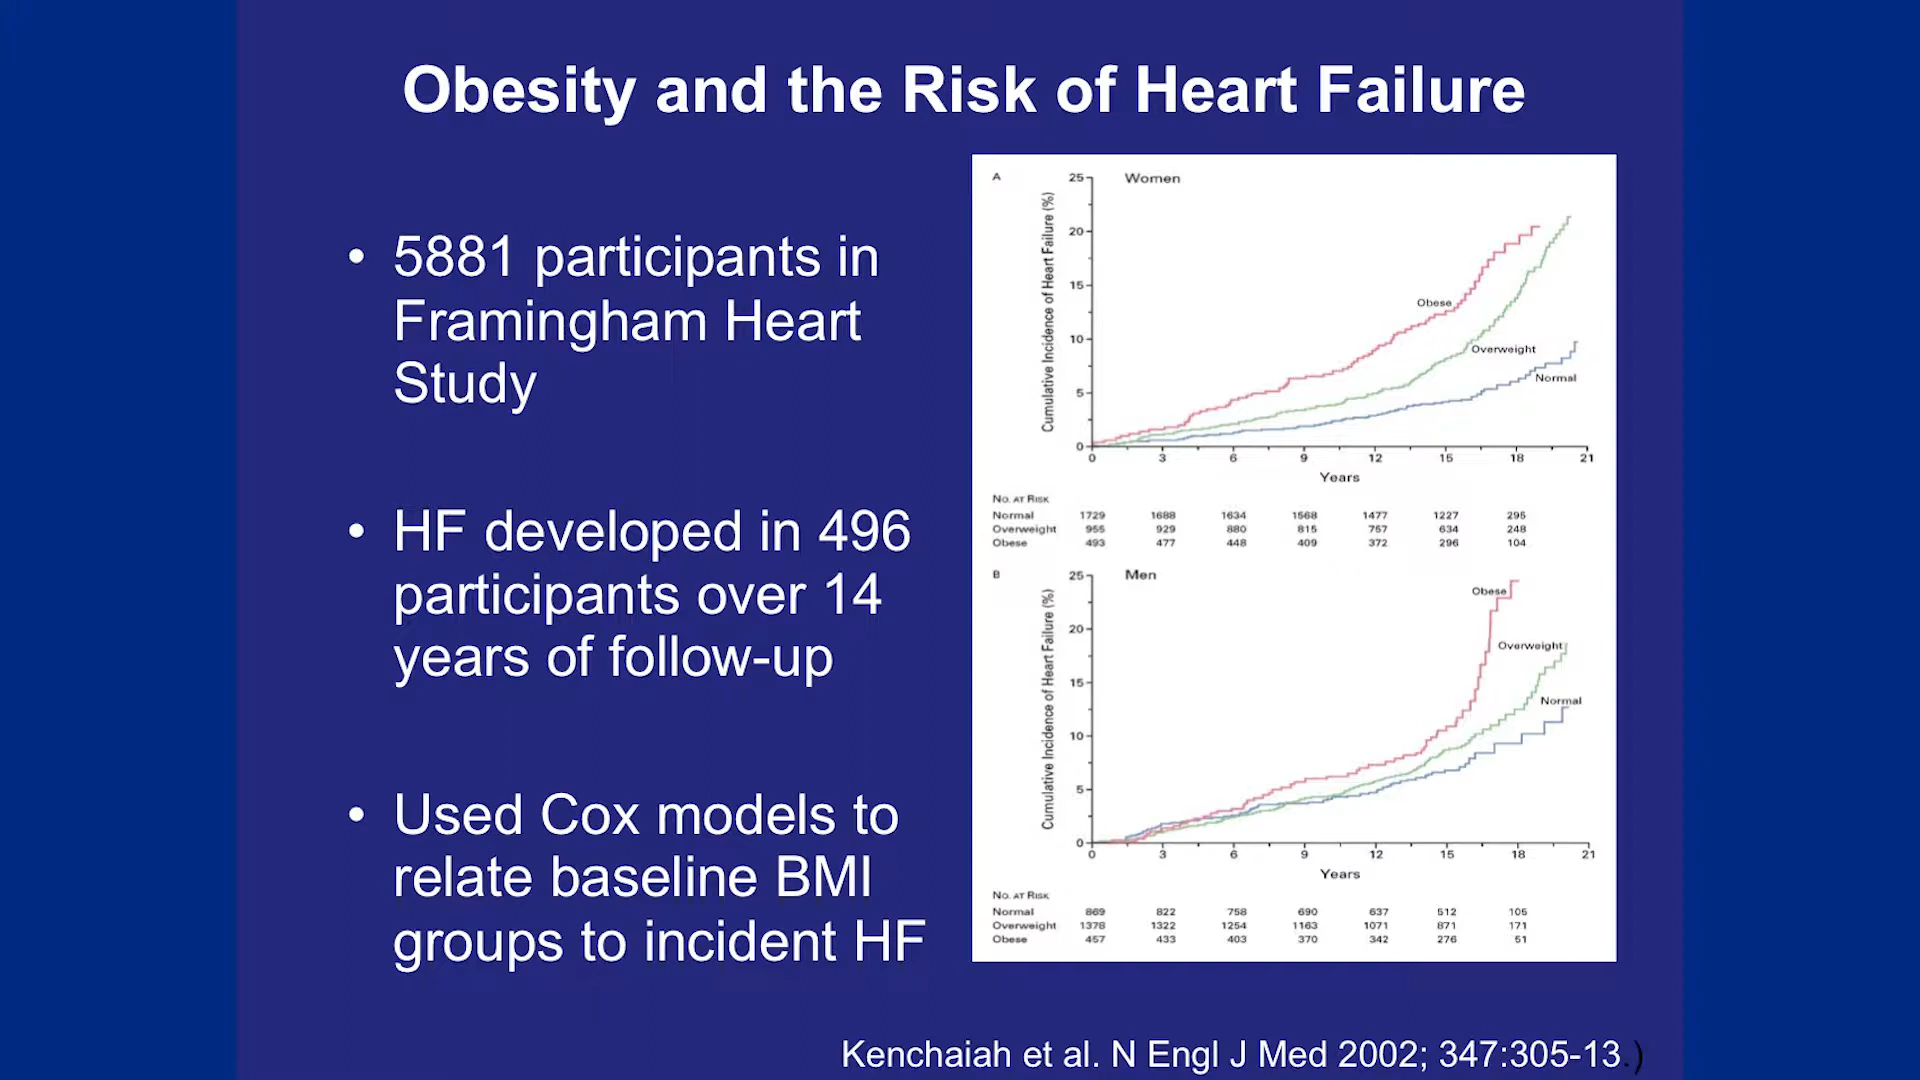 Obesity and the Risk of Heart Failure
• 5881 participants in
Framingham Heart
Study
• HF developed in 496
participants over 14
years of follow-up
• Used Cox models to
relate baseline BMI
groups to incident HF
A
Women
Cumulative Incidence of Heart Failure (%)
25
20
15
10
5
0
Obese
Overweight
Normal
0 3 6 9 12 15 18 21
Years
No. at Risk
Normal 1729 1688 1634 1568 1477 1227 295
Overweight 955 929 880 815 757 634 248
Obese 493 477 448 409 372 296 104
B
Men
Cumulative Incidence of Heart Failure (%)
25
20
15
10
5
0
Obese
Overweight
Normal
0 3 6 9 12 15 18 21
Years
No. at Risk
Normal 869 822 758 690 637 512 105
Overweight 1378 1322 1254 1163 1071 871 171
Obese 457 433 403 370 342 276 51
Kenchaiah et al. N Engl J Med 2002; 347:305-13.)